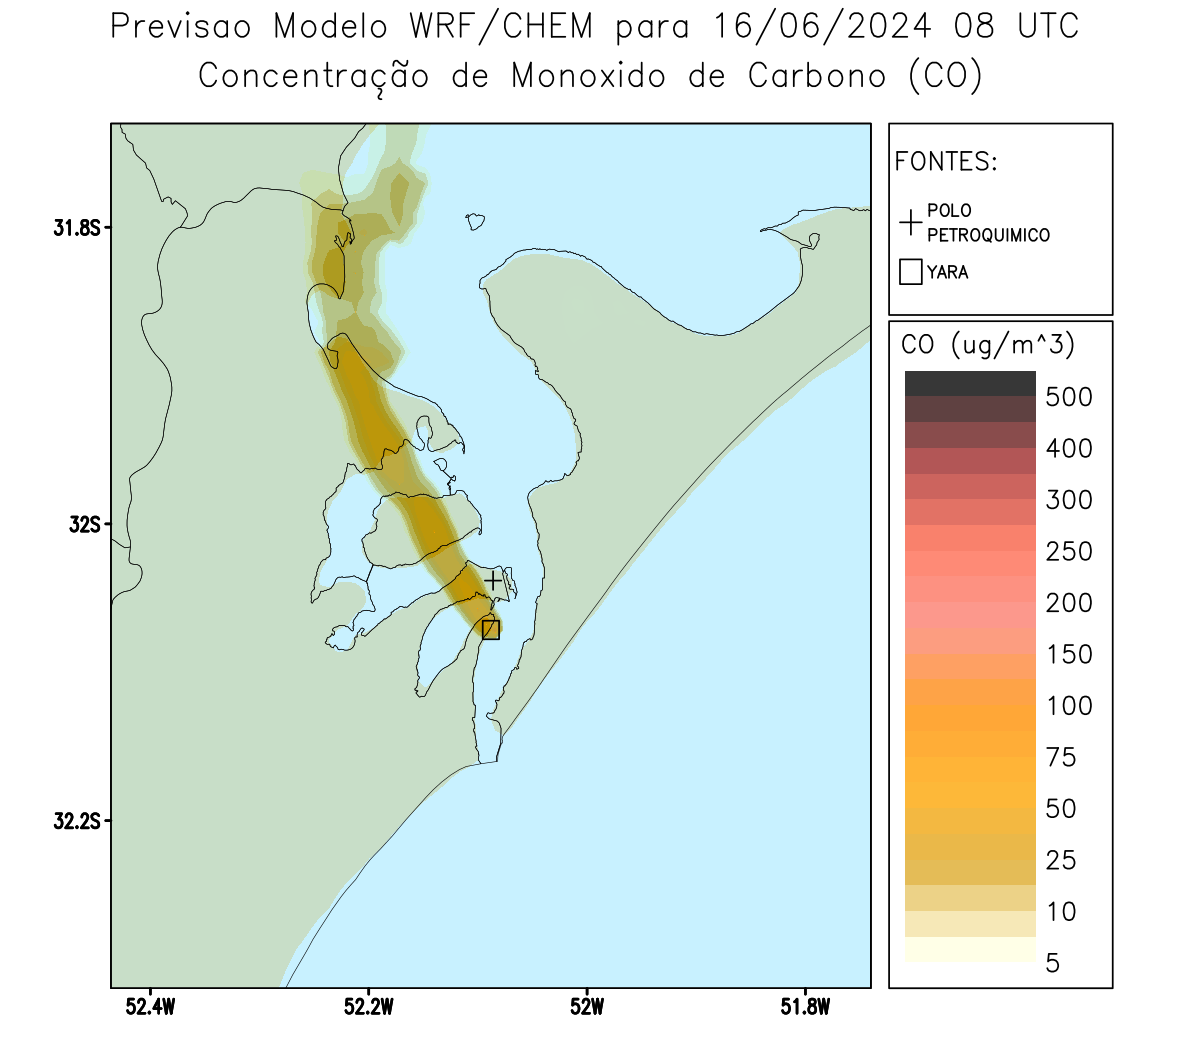 Previsao Modelo WRF/CHEM para 16/06/2024 08 UTC
Concentração de Monoxido de Carbono (CO)
FONTES:
POLO
PETROQUIMICO
YARA
31.8S
32S
32.2S
52.4W
52.2W
52W
51.8W
CO (ug/m^3)
500
400
300
250
200
150
100
75
50
25
10
5